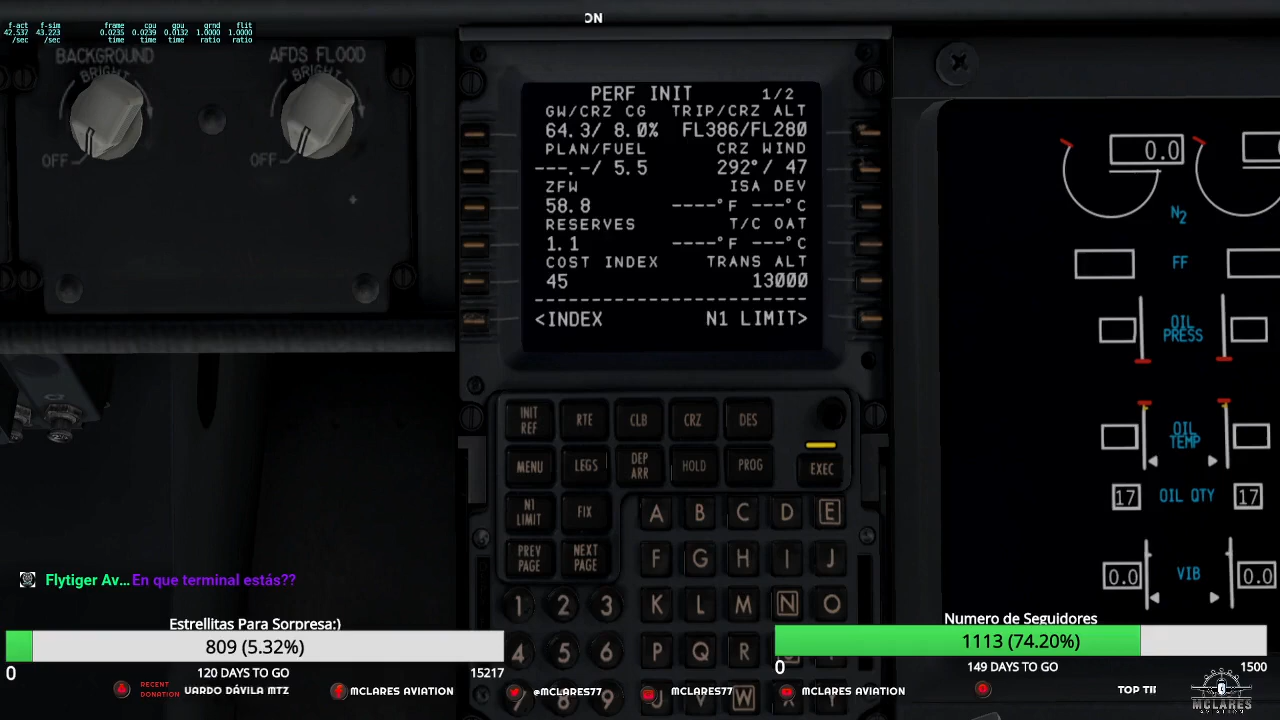 ON
f-act f-sim frame cpu gpu grnd flit
42.537 43.223 0.0235 0.0239 0.0132 1.0000 1.0000
/sec /sec time time time ratio ratio
BACKGROUND
BRIGHT
OFF
AFDS FLOOD
BRIGHT
OFF
PERF INIT 1/2
GW/CRZ CG TRIP/CRZ ALT
64.3/ 8.0% FL386/FL280
PLAN/FUEL CRZ WIND
---.-/ 5.5 292°/ 47
ZFW ISA DEV
58.8 ----°F ---°C
RESERVES T/C OAT
1.1 ----°F ---°C
COST INDEX TRANS ALT
45 13000
--------------------------
<INDEX N1 LIMIT>
INIT REF RTE CLB CRZ DES
MENU LEGS DEP ARR HOLD PROG EXEC
N1 LIMIT FIX A B C D E
PREV PAGE NEXT PAGE F G H I J
1 2 3 K L M N O
4 5 6 P Q R
7 8 9 W
0.0
N2
FF
OIL PRESS
OIL TEMP
17 OIL QTY 17
0.0 VIB 0.0
Flytiger Av... En que terminal estás??
Estrellitas Para Sorpresa:)
809 (5.32%)
0 120 DAYS TO GO 15217
Numero de Seguidores
1113 (74.20%)
0 149 DAYS TO GO 1500
RECENT DONATION UARDO DÁVILA MTZ MCLARES AVIATION @MCLARES77 MCLARES77 MCLARES AVIATION TOP TI
MCLARES